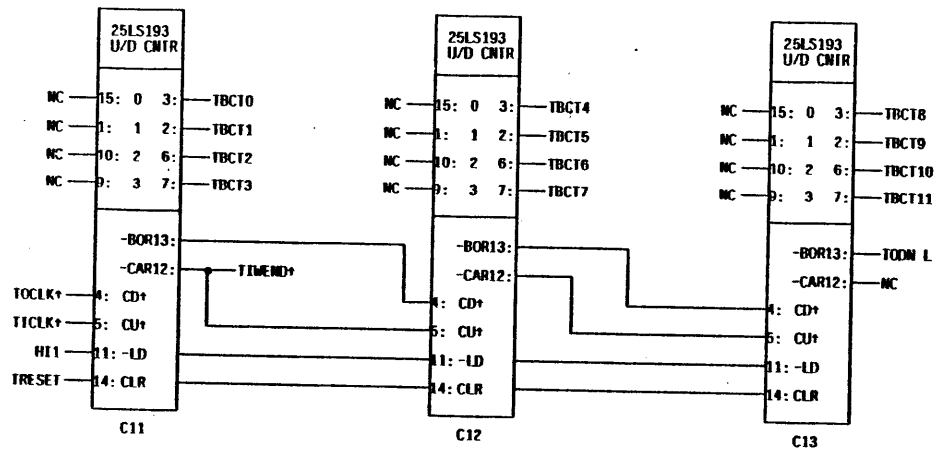 25LS193
U/D CNTR
NC 15: 0 3: TBCT0
NC 1: 1 2: TBCT1
NC 10: 2 6: TBCT2
NC 9: 3 7: TBCT3
-BOR13:
-CAR12: TIWEND↑
TOCLK↑ 4: CD↑
TICLK↑ 5: CU↑
HI1 11: -LD
TRESET 14: CLR
C11
25LS193
U/D CNTR
NC 15: 0 3: TBCT4
NC 1: 1 2: TBCT5
NC 10: 2 6: TBCT6
NC 9: 3 7: TBCT7
-BOR13:
-CAR12:
4: CD↑
5: CU↑
11: -LD
14: CLR
C12
25LS193
U/D CNTR
NC 15: 0 3: TBCT8
NC 1: 1 2: TBCT9
NC 10: 2 6: TBCT10
NC 9: 3 7: TBCT11
-BOR13: TODN L
-CAR12: NC
4: CD↑
5: CU↑
11: -LD
14: CLR
C13